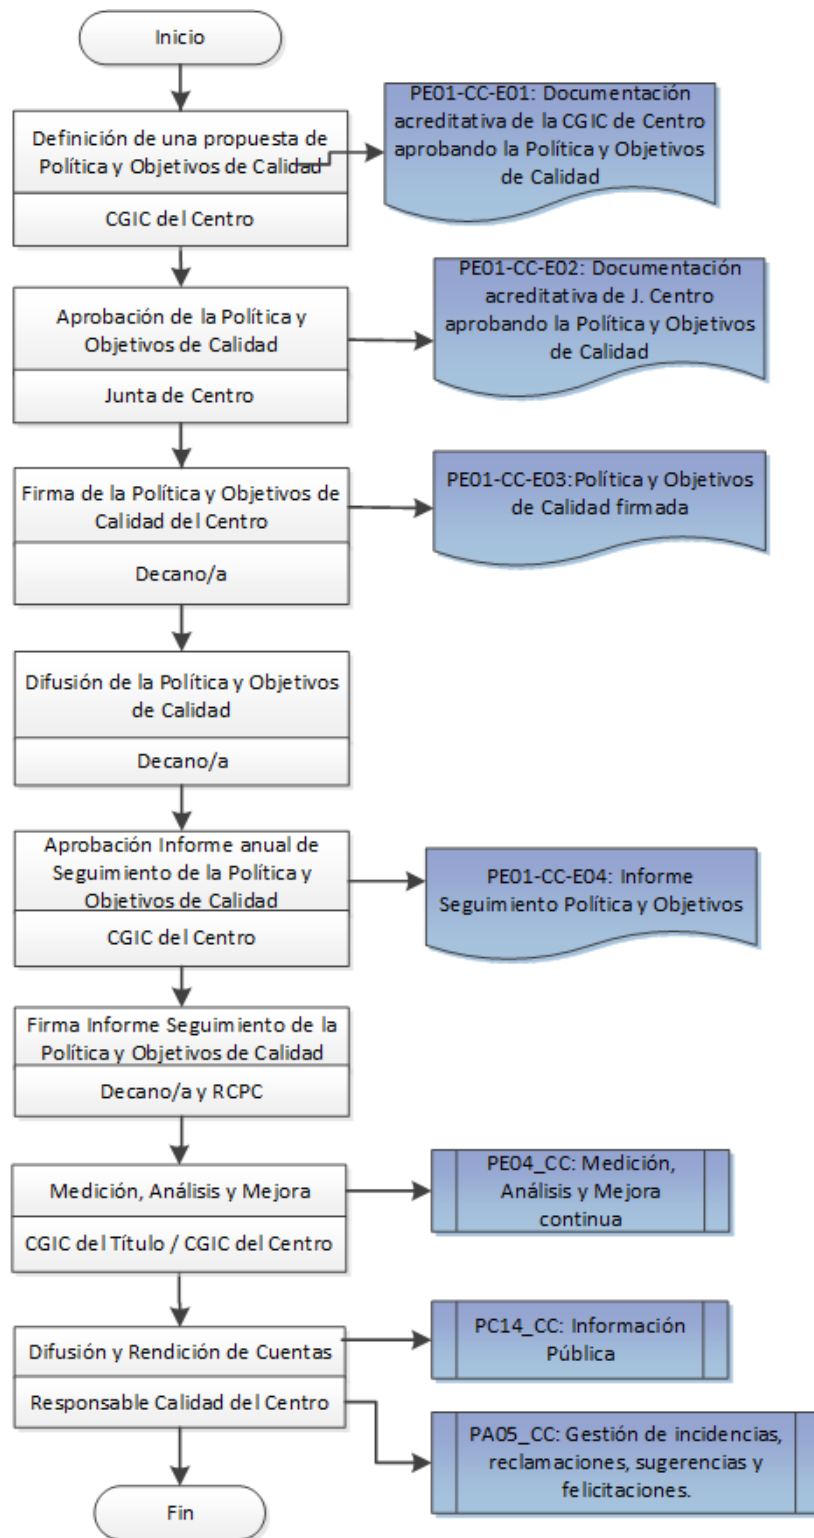 Inicio
Definición de una propuesta de
Política y Objetivos de Calidad
CGIC del Centro
PE01-CC-E01: Documentación
acreditativa de la CGIC de Centro
aprobando la Política y Objetivos
de Calidad
Aprobación de la Política y
Objetivos de Calidad
Junta de Centro
PE01-CC-E02: Documentación
acreditativa de J. Centro
aprobando la Política y Objetivos
de Calidad
Firma de la Política y Objetivos de
Calidad del Centro
Decano/a
PE01-CC-E03:Política y Objetivos
de Calidad firmada
Difusión de la Política y Objetivos
de Calidad
Decano/a
Aprobación Informe anual de
Seguimiento de la Política y
Objetivos de Calidad
CGIC del Centro
PE01-CC-E04: Informe
Seguimiento Política y Objetivos
Firma Informe Seguimiento de la
Política y Objetivos de Calidad
Decano/a y RCPC
Medición, Análisis y Mejora
CGIC del Título / CGIC del Centro
PE04_CC: Medición,
Análisis y Mejora
continua
Difusión y Rendición de Cuentas
Responsable Calidad del Centro
PC14_CC: Información
Pública
PA05_CC: Gestión de incidencias,
reclamaciones, sugerencias y
felicitaciones.
Fin